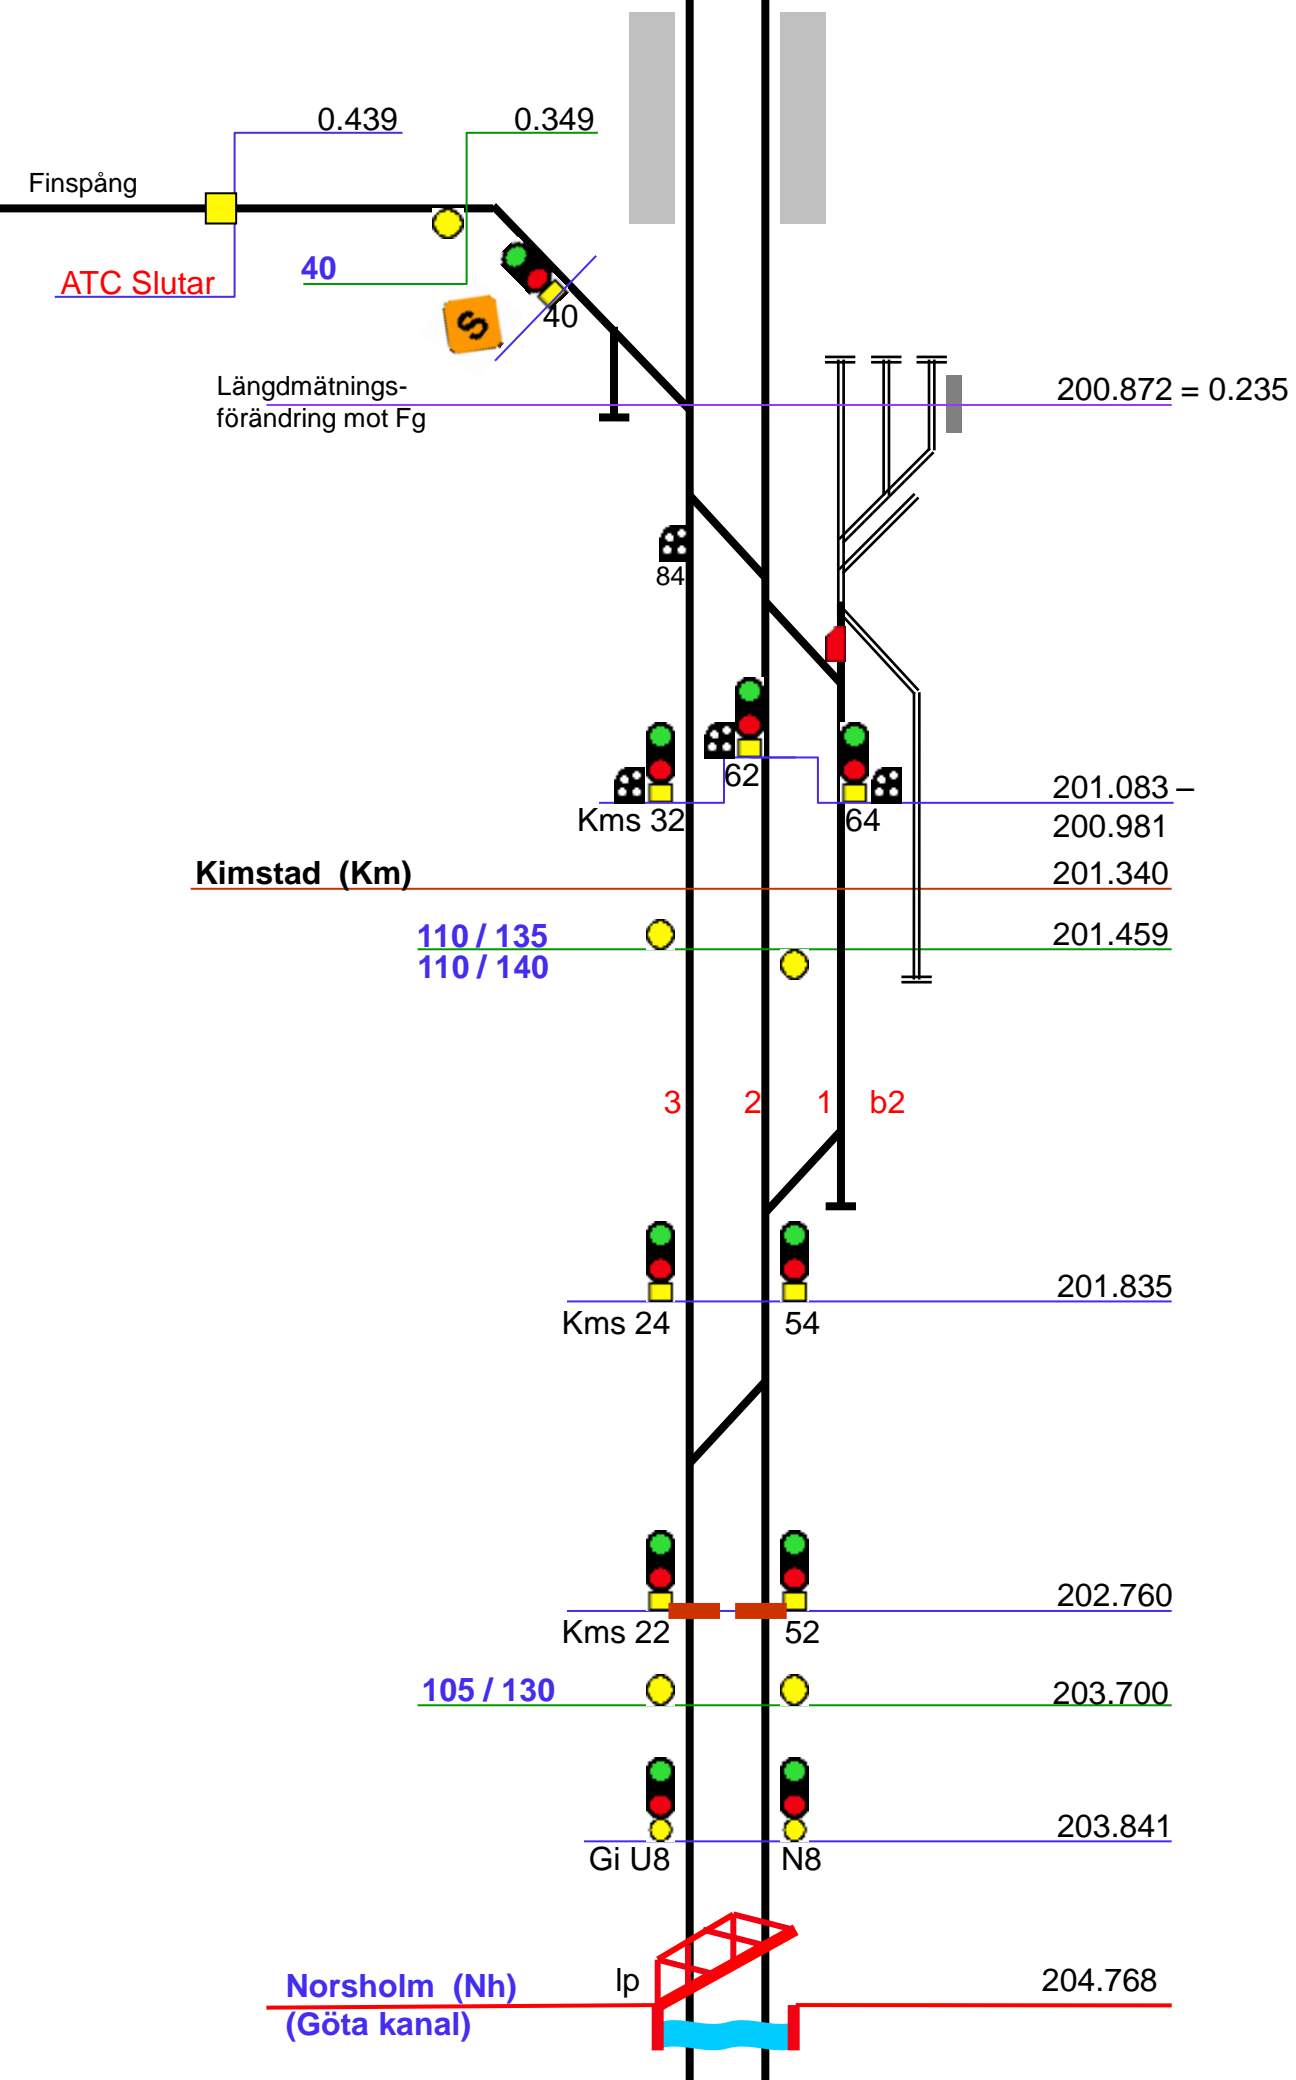 0.439
0.349
Finspång
ATC Slutar
40
S
40
Längdmätnings-
förändring mot Fg
200.872 = 0.235
84
62
Kms 32
64
201.083 –
200.981
Kimstad (Km)
201.340
110 / 135
201.459
110 / 140
3
2
1
b2
201.835
Kms 24
54
202.760
Kms 22
52
105 / 130
203.700
203.841
Gi U8
N8
Norsholm (Nh)
lp
204.768
(Göta kanal)